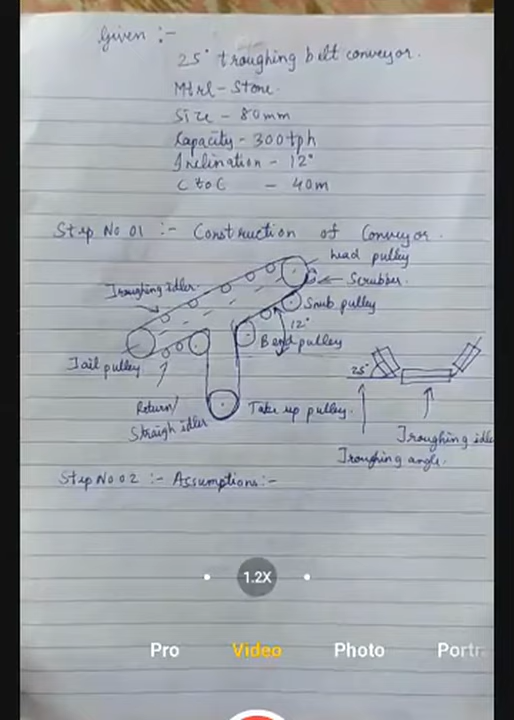 Given :-
25° troughing belt conveyor.
Mtrl - Stone.
Size - 80mm
Capacity - 300tph
Inclination - 12°
C to C - 40m
Step No 01 :- Construction of Conveyor.
head pulley
Troughing idler.
Scrubber.
Snub pulley
12°
Bend pulley
Tail pulley
25°
Return/
Straigh idler
Take up pulley.
Troughing idle
Troughing angle.
Step No 02 :- Assumptions:-
1.2X
Pro
Video
Photo
Portr